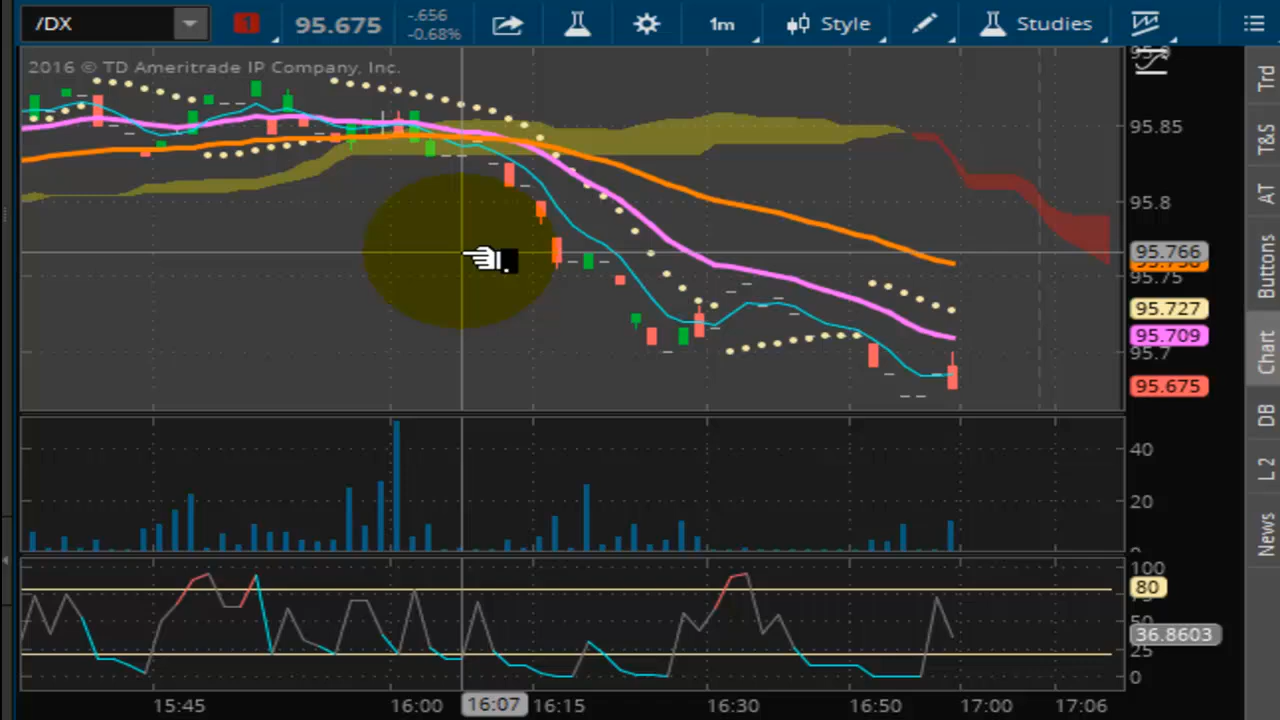 /DX 1 95.675 -.656 -0.68% 1m Style Studies
2016 © TD Ameritrade IP Company, Inc.
95.85
95.8
95.766
95.75
95.727
95.709
95.7
95.675
40
20
0
100
80
50
36.8603
25
0
15:45 16:00 16:07 16:15 16:30 16:50 17:00 17:06
Trd
T&S
AT
Buttons
Chart
DB
L 2
News